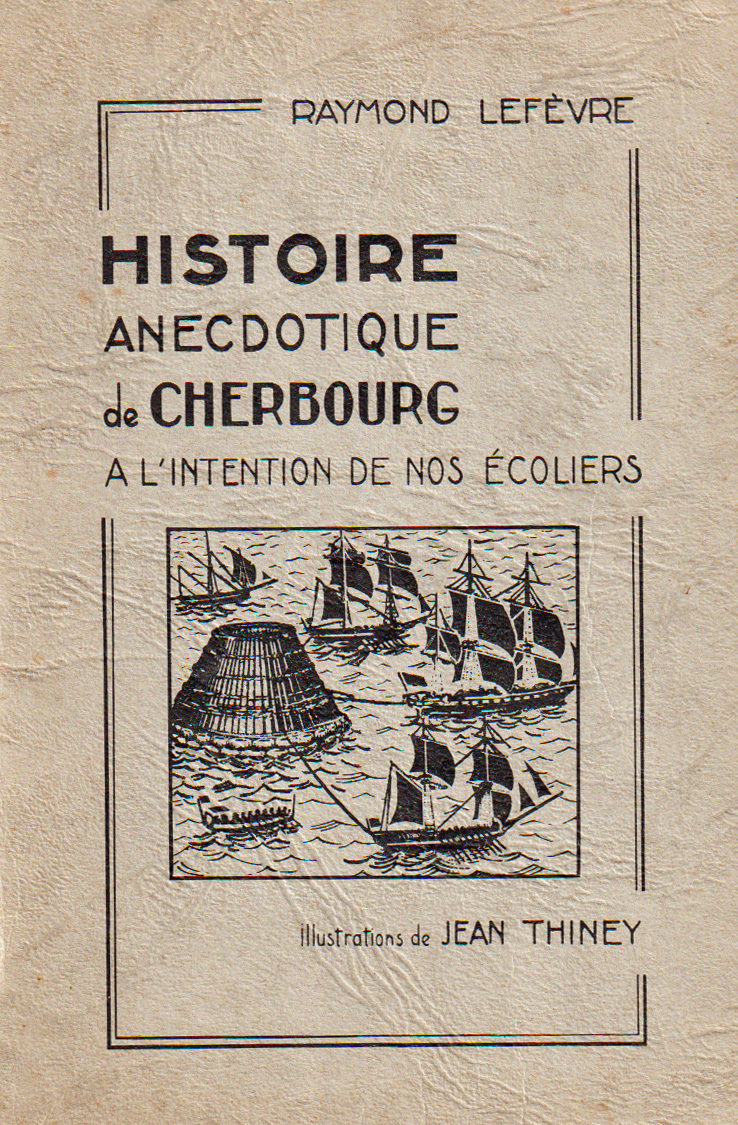 RAYMOND LEFÈVRE
HISTOIRE
ANECDOTIQUE
de CHERBOURG
A L'INTENTION DE NOS ÉCOLIERS
illustrations de JEAN THINEY